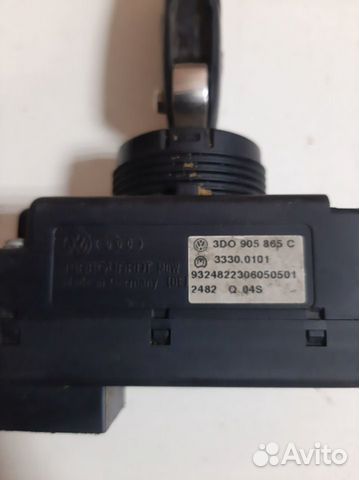 3D0 905 865 C
3330.0101
9324822306050501
2482 Q 04S
Made in Germany
Avito